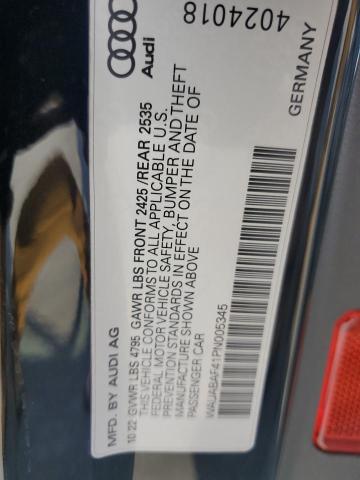 MFD. BY AUDI AG
10.22 GVWR LBS 4795 GAWR LBS FRONT 2425/REAR 2535
THIS VEHICLE CONFORMS TO ALL APPLICABLE U.S.
FEDERAL MOTOR VEHICLE SAFETY, BUMPER AND THEFT
PREVENTION STANDARDS IN EFFECT ON THE DATE OF
MANUFACTURE SHOWN ABOVE
PASSENGER CAR
WAUABAF41PN005345
Audi
GERMANY
4024018